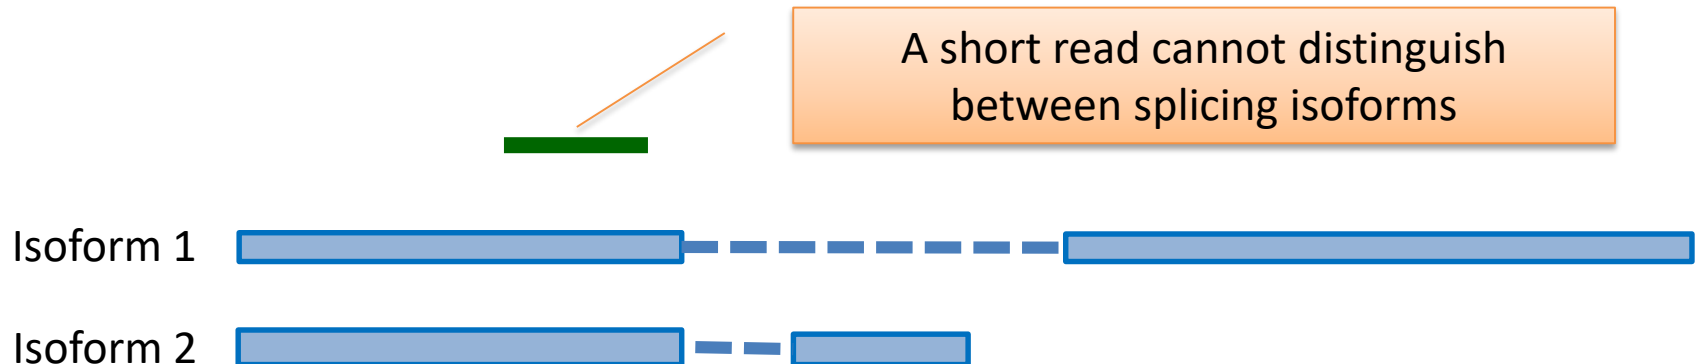 A short read cannot distinguish
between splicing isoforms
Isoform 1
Isoform 2